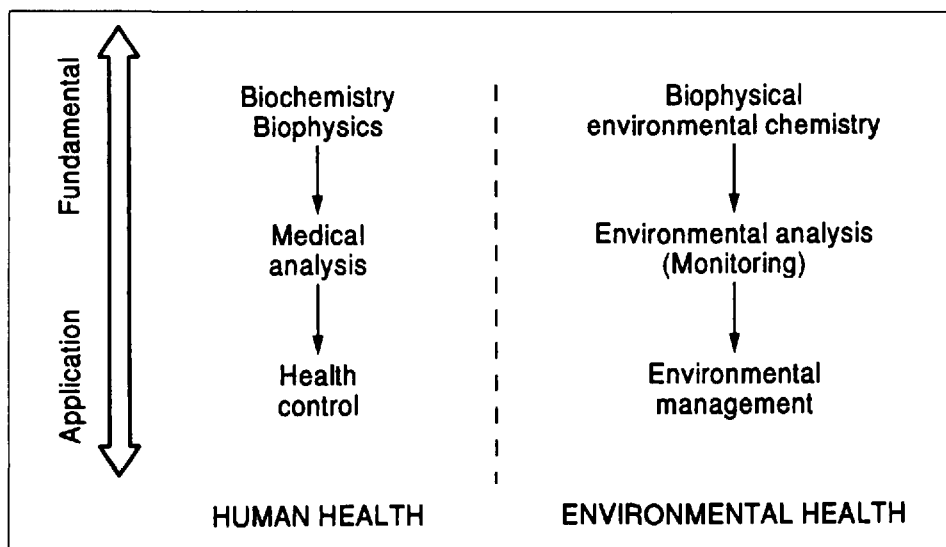 Fundamental
Application
Biochemistry
Biophysics
Medical
analysis
Health
control
HUMAN HEALTH
Biophysical
environmental chemistry
Environmental analysis
(Monitoring)
Environmental
management
ENVIRONMENTAL HEALTH